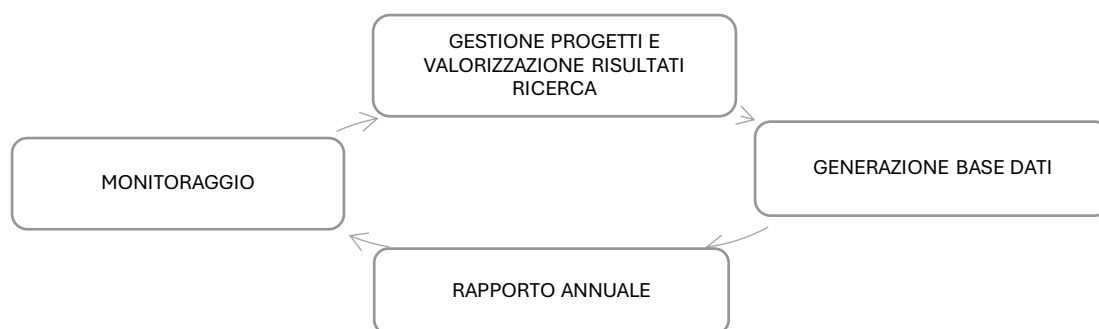 GESTIONE PROGETTI E
VALORIZZAZIONE RISULTATI
RICERCA
GENERAZIONE BASE DATI
MONITORAGGIO
RAPPORTO ANNUALE